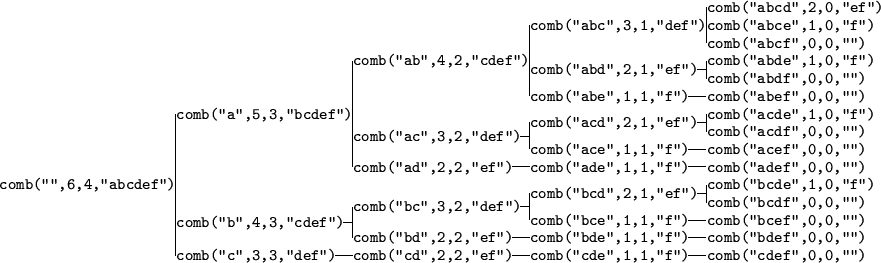 comb("abcd",2,0,"ef")
comb("abc",3,1,"def") comb("abce",1,0,"f")
comb("abcf",0,0,"")
comb("ab",4,2,"cdef") comb("abde",1,0,"f")
comb("abd",2,1,"ef")
comb("abdf",0,0,"")
comb("abe",1,1,"f") comb("abef",0,0,"")
comb("a",5,3,"bcdef") comb("acde",1,0,"f")
comb("acd",2,1,"ef")
comb("acdf",0,0,"")
comb("ac",3,2,"def")
comb("ace",1,1,"f") comb("acef",0,0,"")
comb("ad",2,2,"ef") comb("ade",1,1,"f") comb("adef",0,0,"")
comb("",6,4,"abcdef") comb("bcde",1,0,"f")
comb("bcd",2,1,"ef")
comb("bcdf",0,0,"")
comb("bc",3,2,"def")
comb("b",4,3,"cdef") comb("bce",1,1,"f") comb("bcef",0,0,"")
comb("bd",2,2,"ef") comb("bde",1,1,"f") comb("bdef",0,0,"")
comb("c",3,3,"def") comb("cd",2,2,"ef") comb("cde",1,1,"f") comb("cdef",0,0,"")